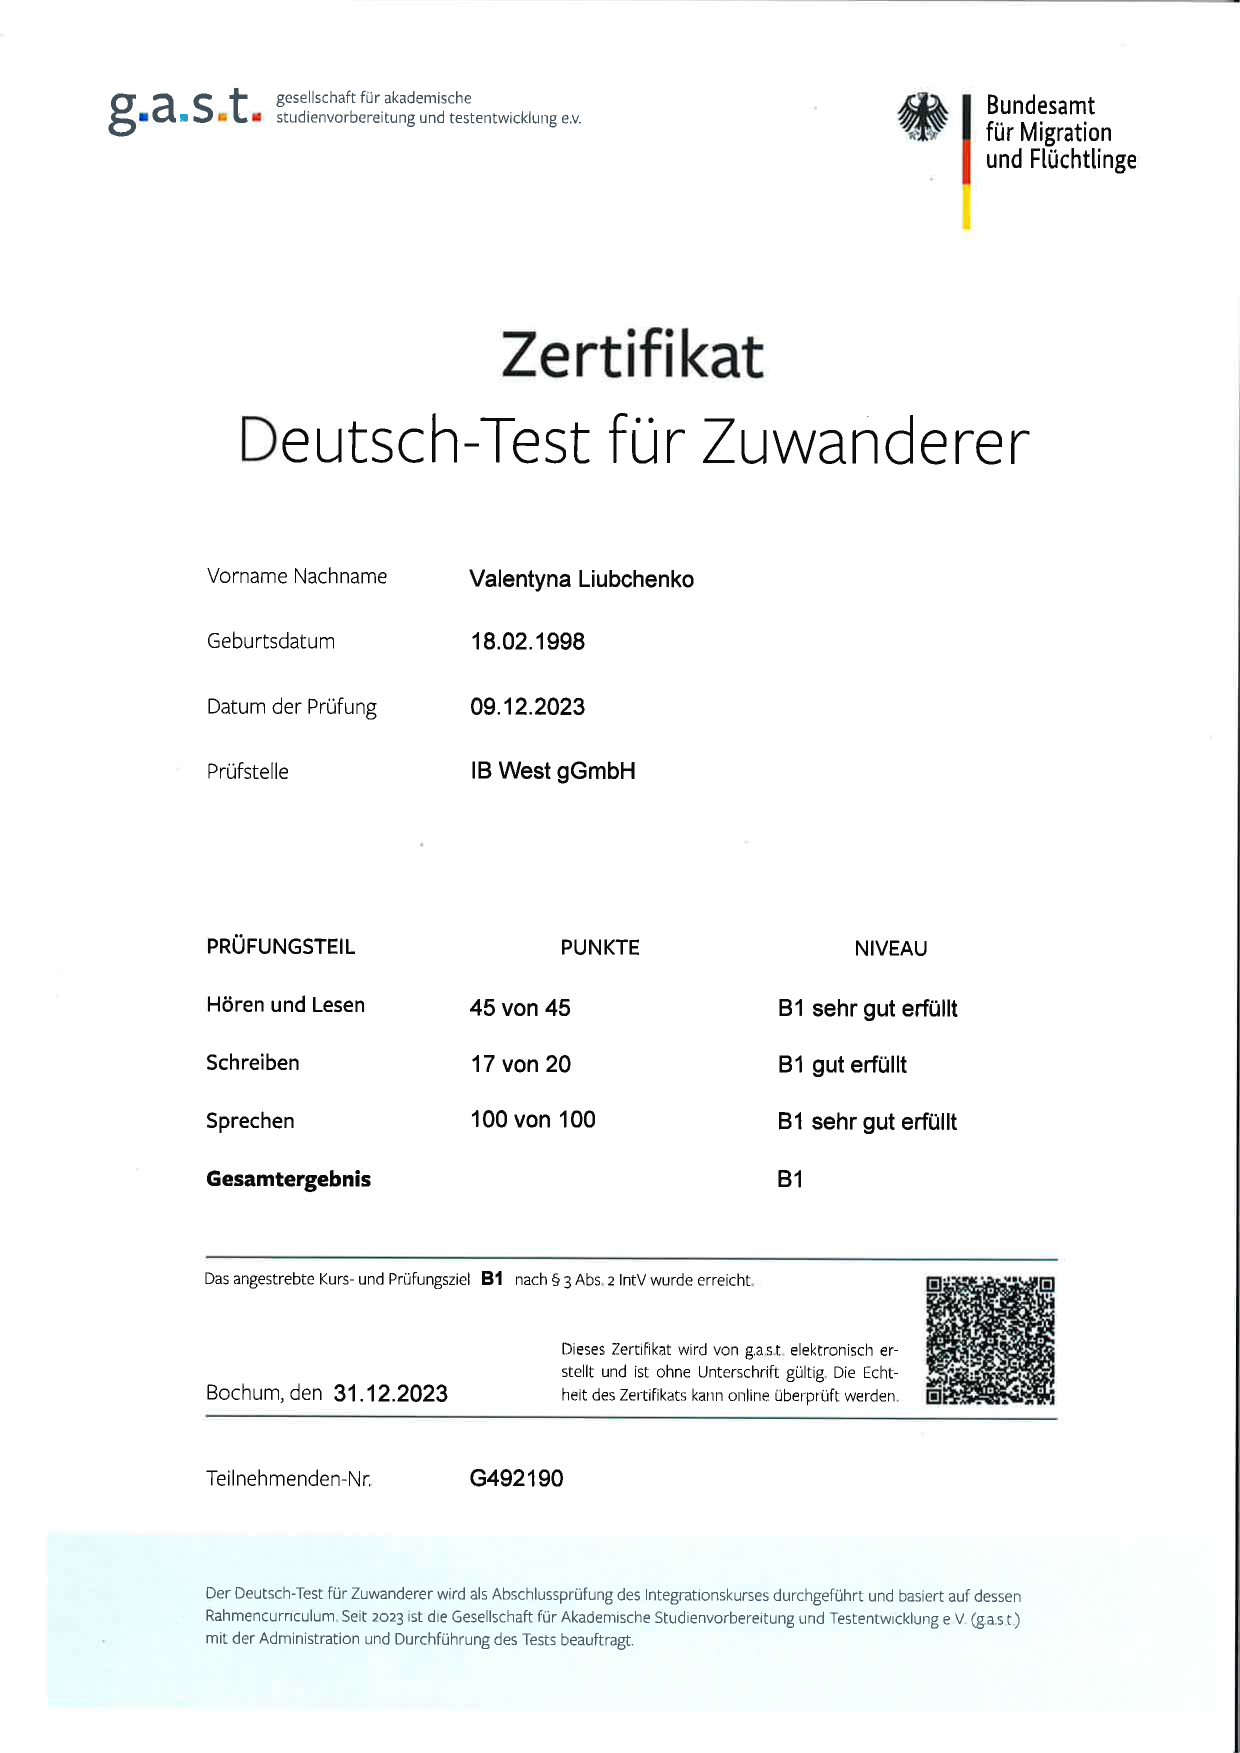 g.a.s.t. gesellschaft für akademische
studienvorbereitung und testentwicklung e.v.
Bundesamt
für Migration
und Flüchtlinge
Zertifikat
Deutsch-Test für Zuwanderer
Vorname Nachname Valentyna Liubchenko
Geburtsdatum 18.02.1998
Datum der Prüfung 09.12.2023
Prüfstelle IB West gGmbH
PRÜFUNGSTEIL PUNKTE NIVEAU
Hören und Lesen 45 von 45 B1 sehr gut erfüllt
Schreiben 17 von 20 B1 gut erfüllt
Sprechen 100 von 100 B1 sehr gut erfüllt
Gesamtergebnis B1
Das angestrebte Kurs- und Prüfungsziel B1 nach § 3 Abs. 2 IntV wurde erreicht.
Dieses Zertifikat wird von g.a.s.t. elektronisch er-
stellt und ist ohne Unterschrift gültig. Die Echt-
heit des Zertifikats kann online überprüft werden.
Bochum, den 31.12.2023
Teilnehmenden-Nr. G492190
Der Deutsch-Test für Zuwanderer wird als Abschlussprüfung des Integrationskurses durchgeführt und basiert auf dessen
Rahmencurriculum. Seit 2023 ist die Gesellschaft für Akademische Studienvorbereitung und Testentwicklung e.V. (g.a.s.t.)
mit der Administration und Durchführung des Tests beauftragt.